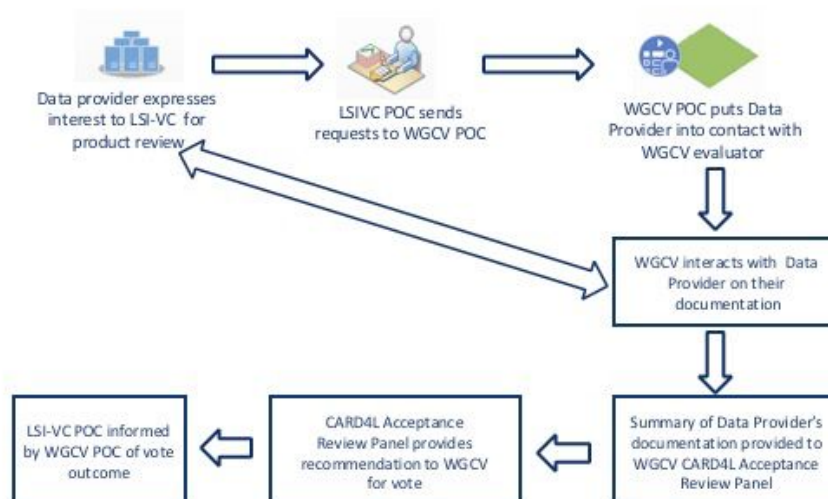 Data provider expresses
interest to LSI-VC for
product review
LSIVC POC sends
requests to WGCV POC
WGCV POC puts Data
Provider into contact with
WGCV evaluator
WGCV interacts with Data
Provider on their
documentation
LSI-VC POC informed
by WGCV POC of vote
outcome
CARD4L Acceptance
Review Panel provides
recommendation to WGCV
for vote
Summary of Data Provider's
documentation provided to
WGCV CARD4L Acceptance
Review Panel